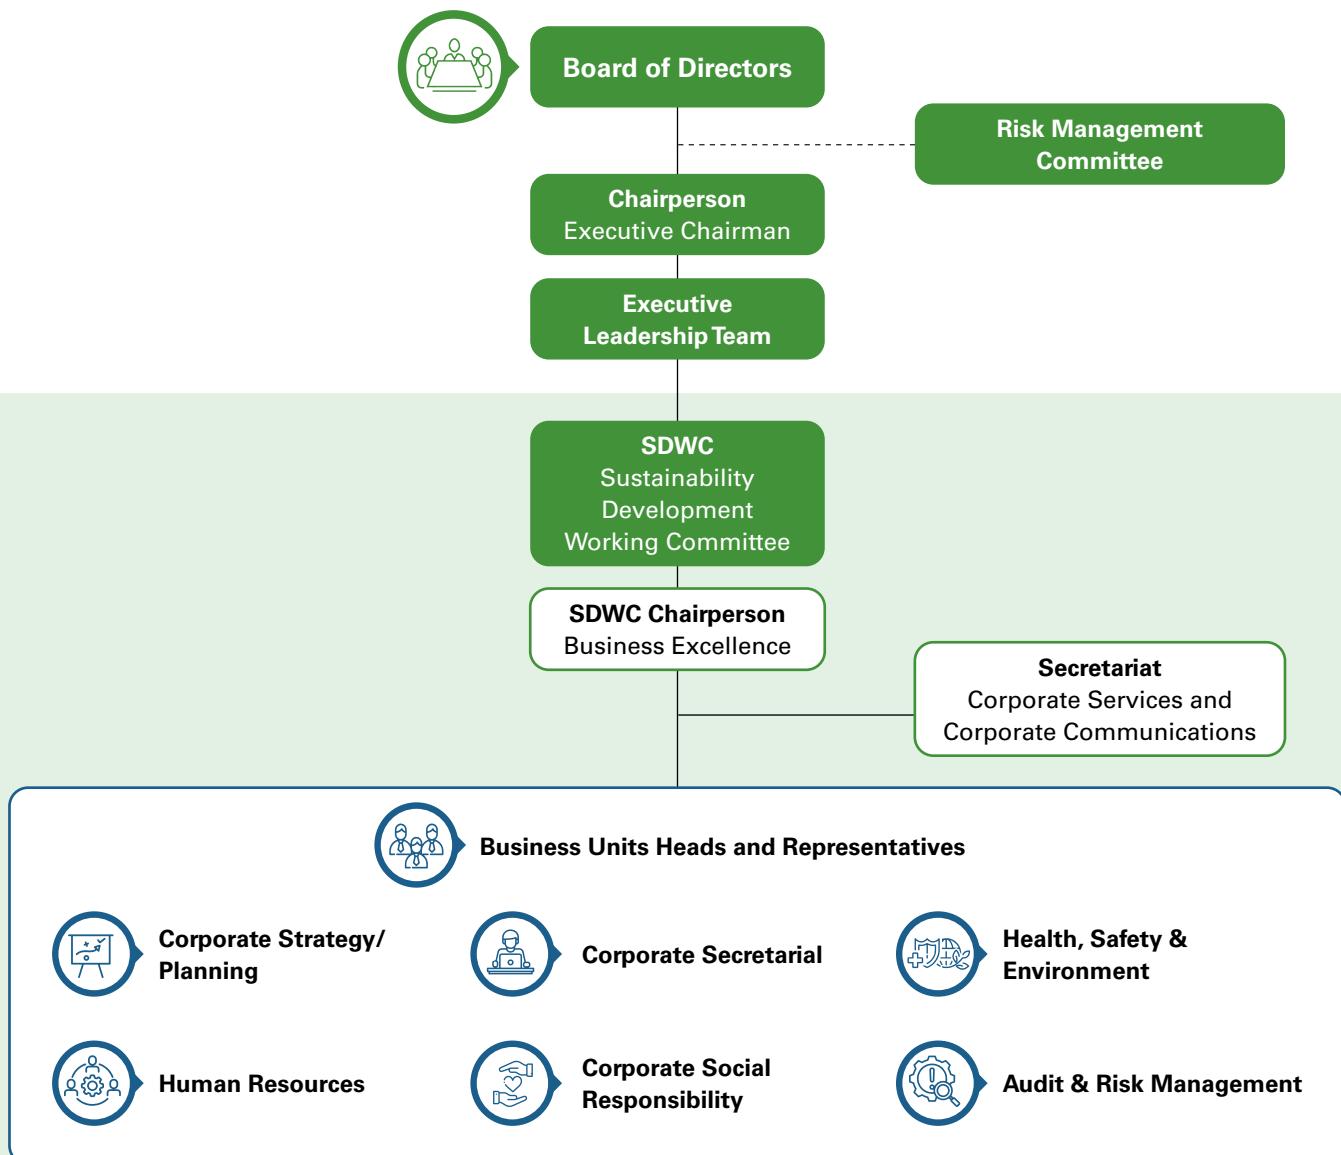 Board of Directors
Risk Management
Committee
Chairperson
Executive Chairman
Executive
Leadership Team
SDWC
Sustainability
Development
Working Committee
SDWC Chairperson
Business Excellence
Secretariat
Corporate Services and
Corporate Communications
Business Units Heads and Representatives
Corporate Strategy/
Planning
Corporate Secretarial
Health, Safety &
Environment
Human Resources
Corporate Social
Responsibility
Audit & Risk Management